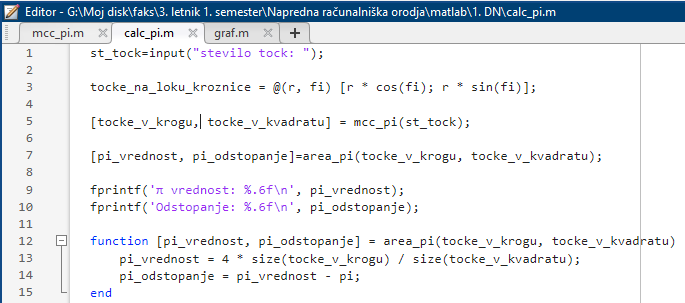 Editor - G:\Moj disk\faks\3. letnik 1. semester\Napredna računalniška orodja\matlab\1. DN\calc_pi.m
mcc_pi.m calc_pi.m graf.m
1 st_tock=input("stevilo tock: ");
2
3 tocke_na_loku_kroznice = @(r, fi) [r * cos(fi); r * sin(fi)];
4
5 [tocke_v_krogu, tocke_v_kvadratu] = mcc_pi(st_tock);
6
7 [pi_vrednost, pi_odstopanje]=area_pi(tocke_v_krogu, tocke_v_kvadratu);
8
9 fprintf('π vrednost: %.6f\n', pi_vrednost);
10 fprintf('Odstopanje: %.6f\n', pi_odstopanje);
11
12 function [pi_vrednost, pi_odstopanje] = area_pi(tocke_v_krogu, tocke_v_kvadratu)
13 pi_vrednost = 4 * size(tocke_v_krogu) / size(tocke_v_kvadratu);
14 pi_odstopanje = pi_vrednost - pi;
15 end